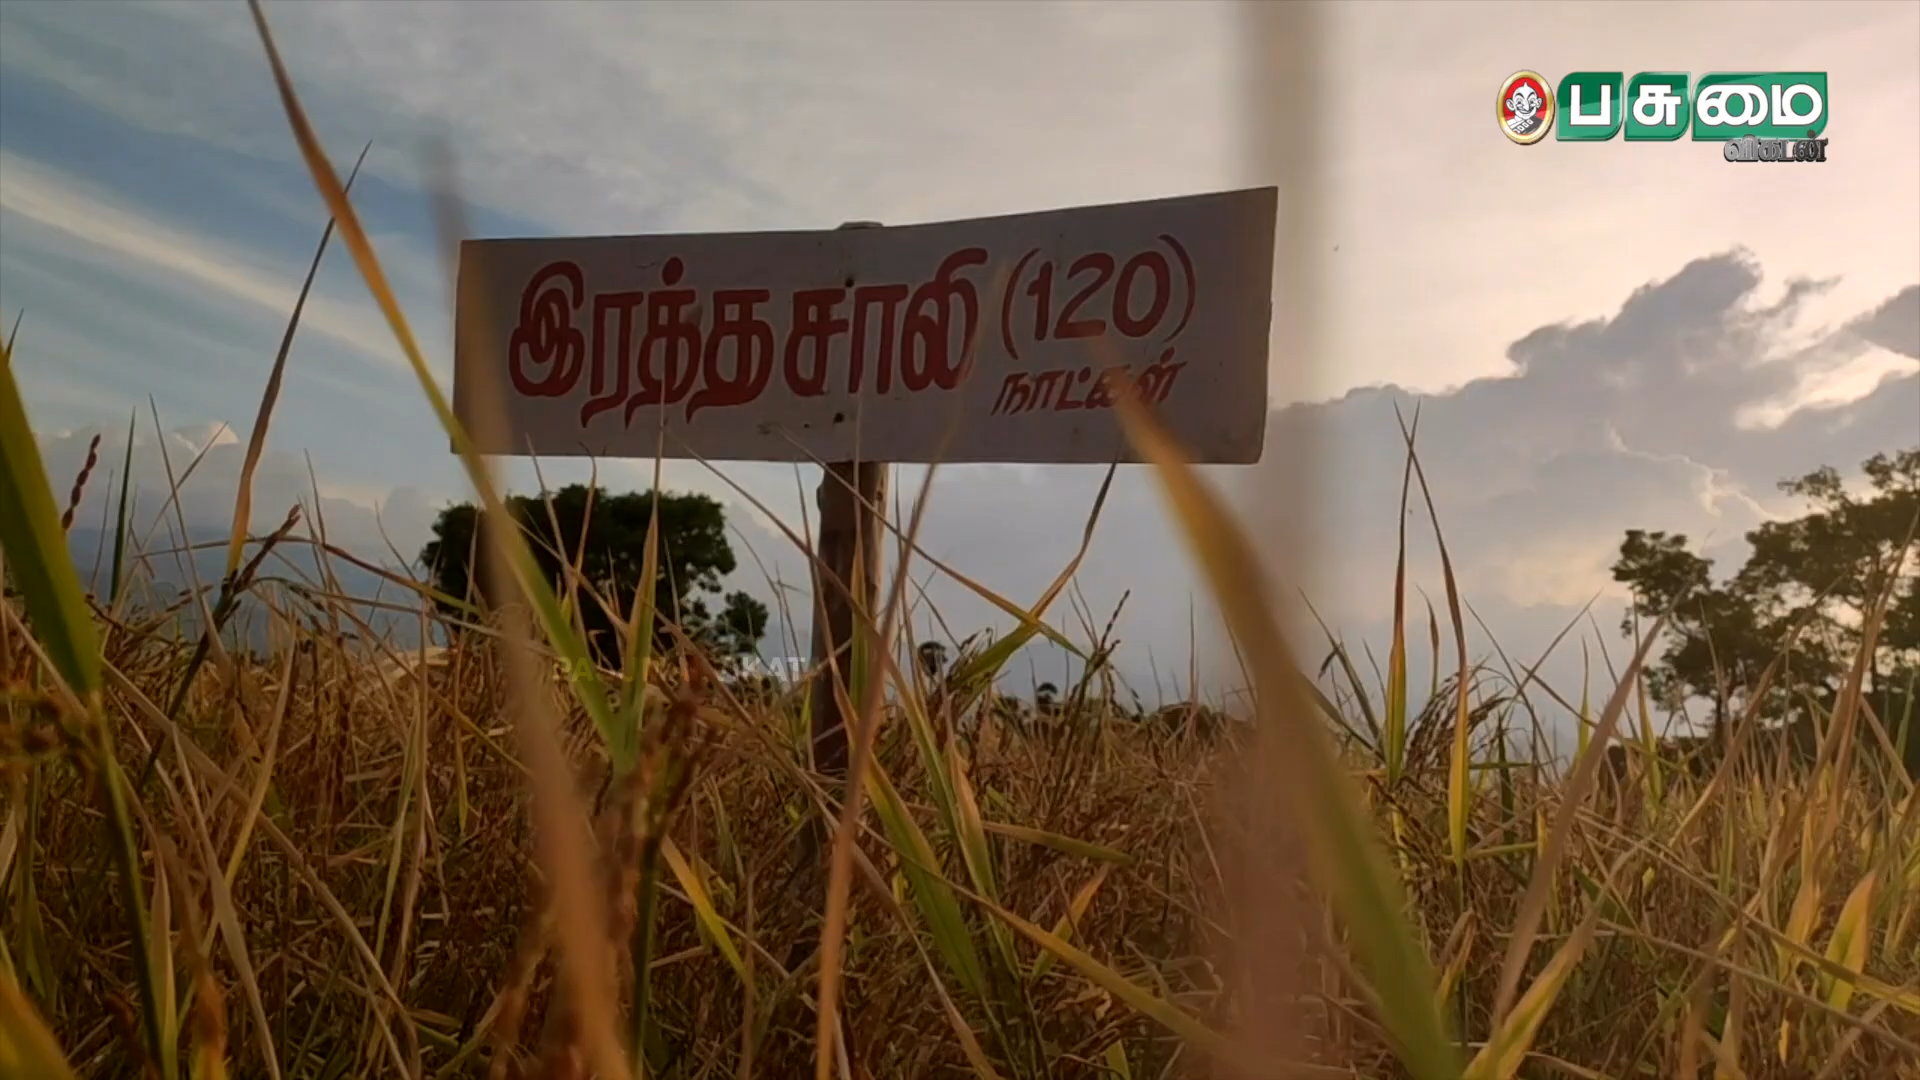 பசுமை
விகடன்
இரத்தசாலி (120)
நாட்கள்